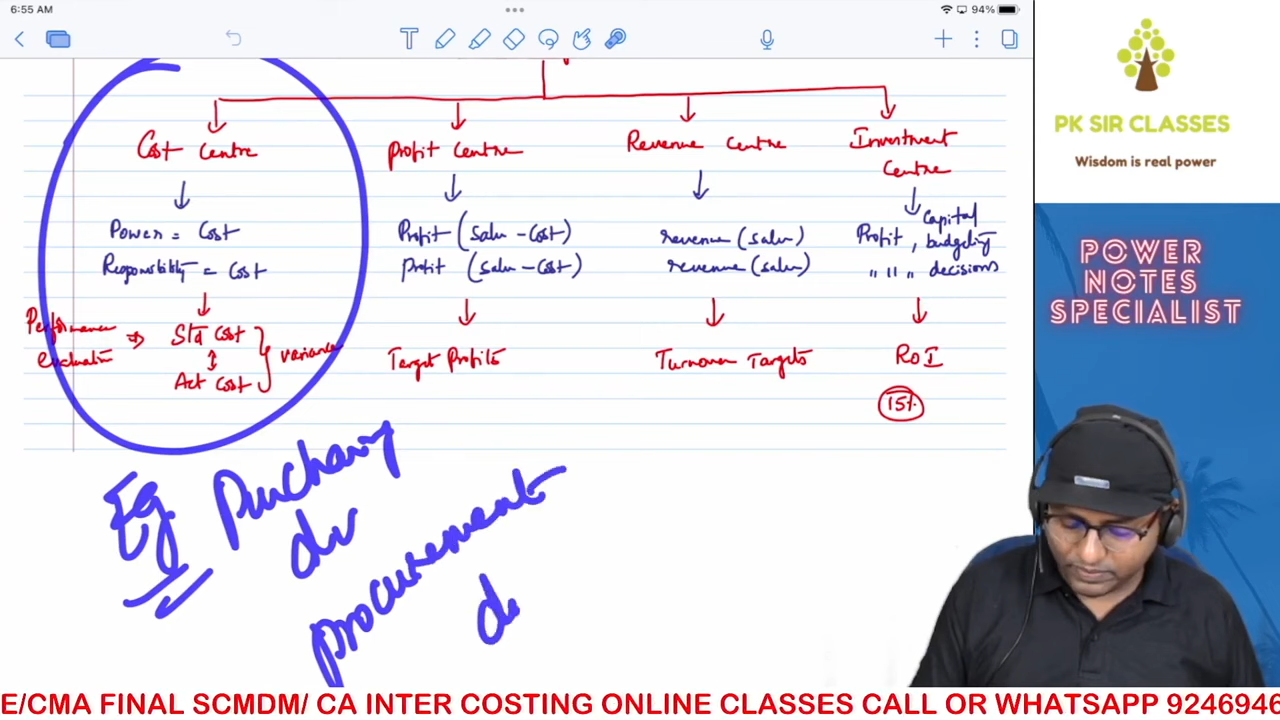 6:55 AM
94%
Cost Centre
Profit Centre
Revenue Centre
Investment Centre
Power = Cost
Responsibility = Cost
Profit (Sales - Cost)
Profit (Sales - Cost)
revenue (sales)
revenue (sales)
Profit, Capital budgeting decisions
Performance evaluation ⇒ Std Cost
↕
Act Cost
} variance
Target Profits
Turnover Targets
ROI
15%
Eg
Purchasing
div
procurement
PK SIR CLASSES
Wisdom is real power
POWER
NOTES
SPECIALIST
E/CMA FINAL SCMDM/ CA INTER COSTING ONLINE CLASSES CALL OR WHATSAPP 9246946